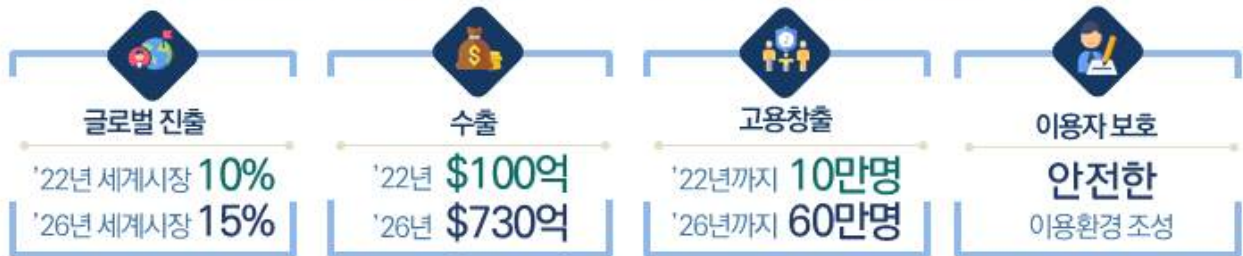 글로벌 진출
'22년 세계시장 10%
'26년 세계시장 15%
수출
'22년 $100억
'26년 $730억
고용창출
'22년까지 10만명
'26년까지 60만명
이용자 보호
안전한
이용환경 조성